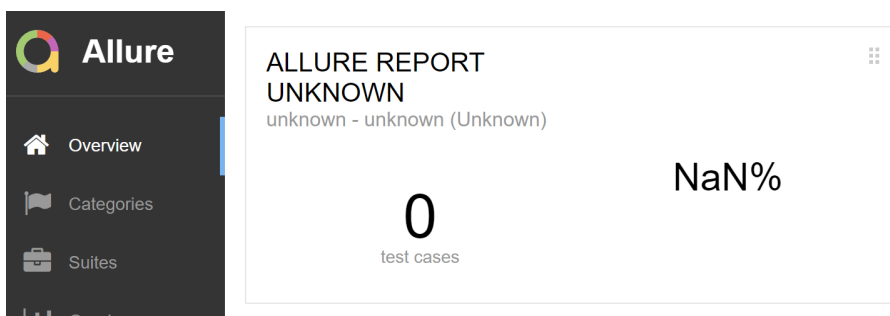 Allure
Overview
Categories
Suites
ALLURE REPORT
UNKNOWN
unknown - unknown (Unknown)
0
test cases
NaN%